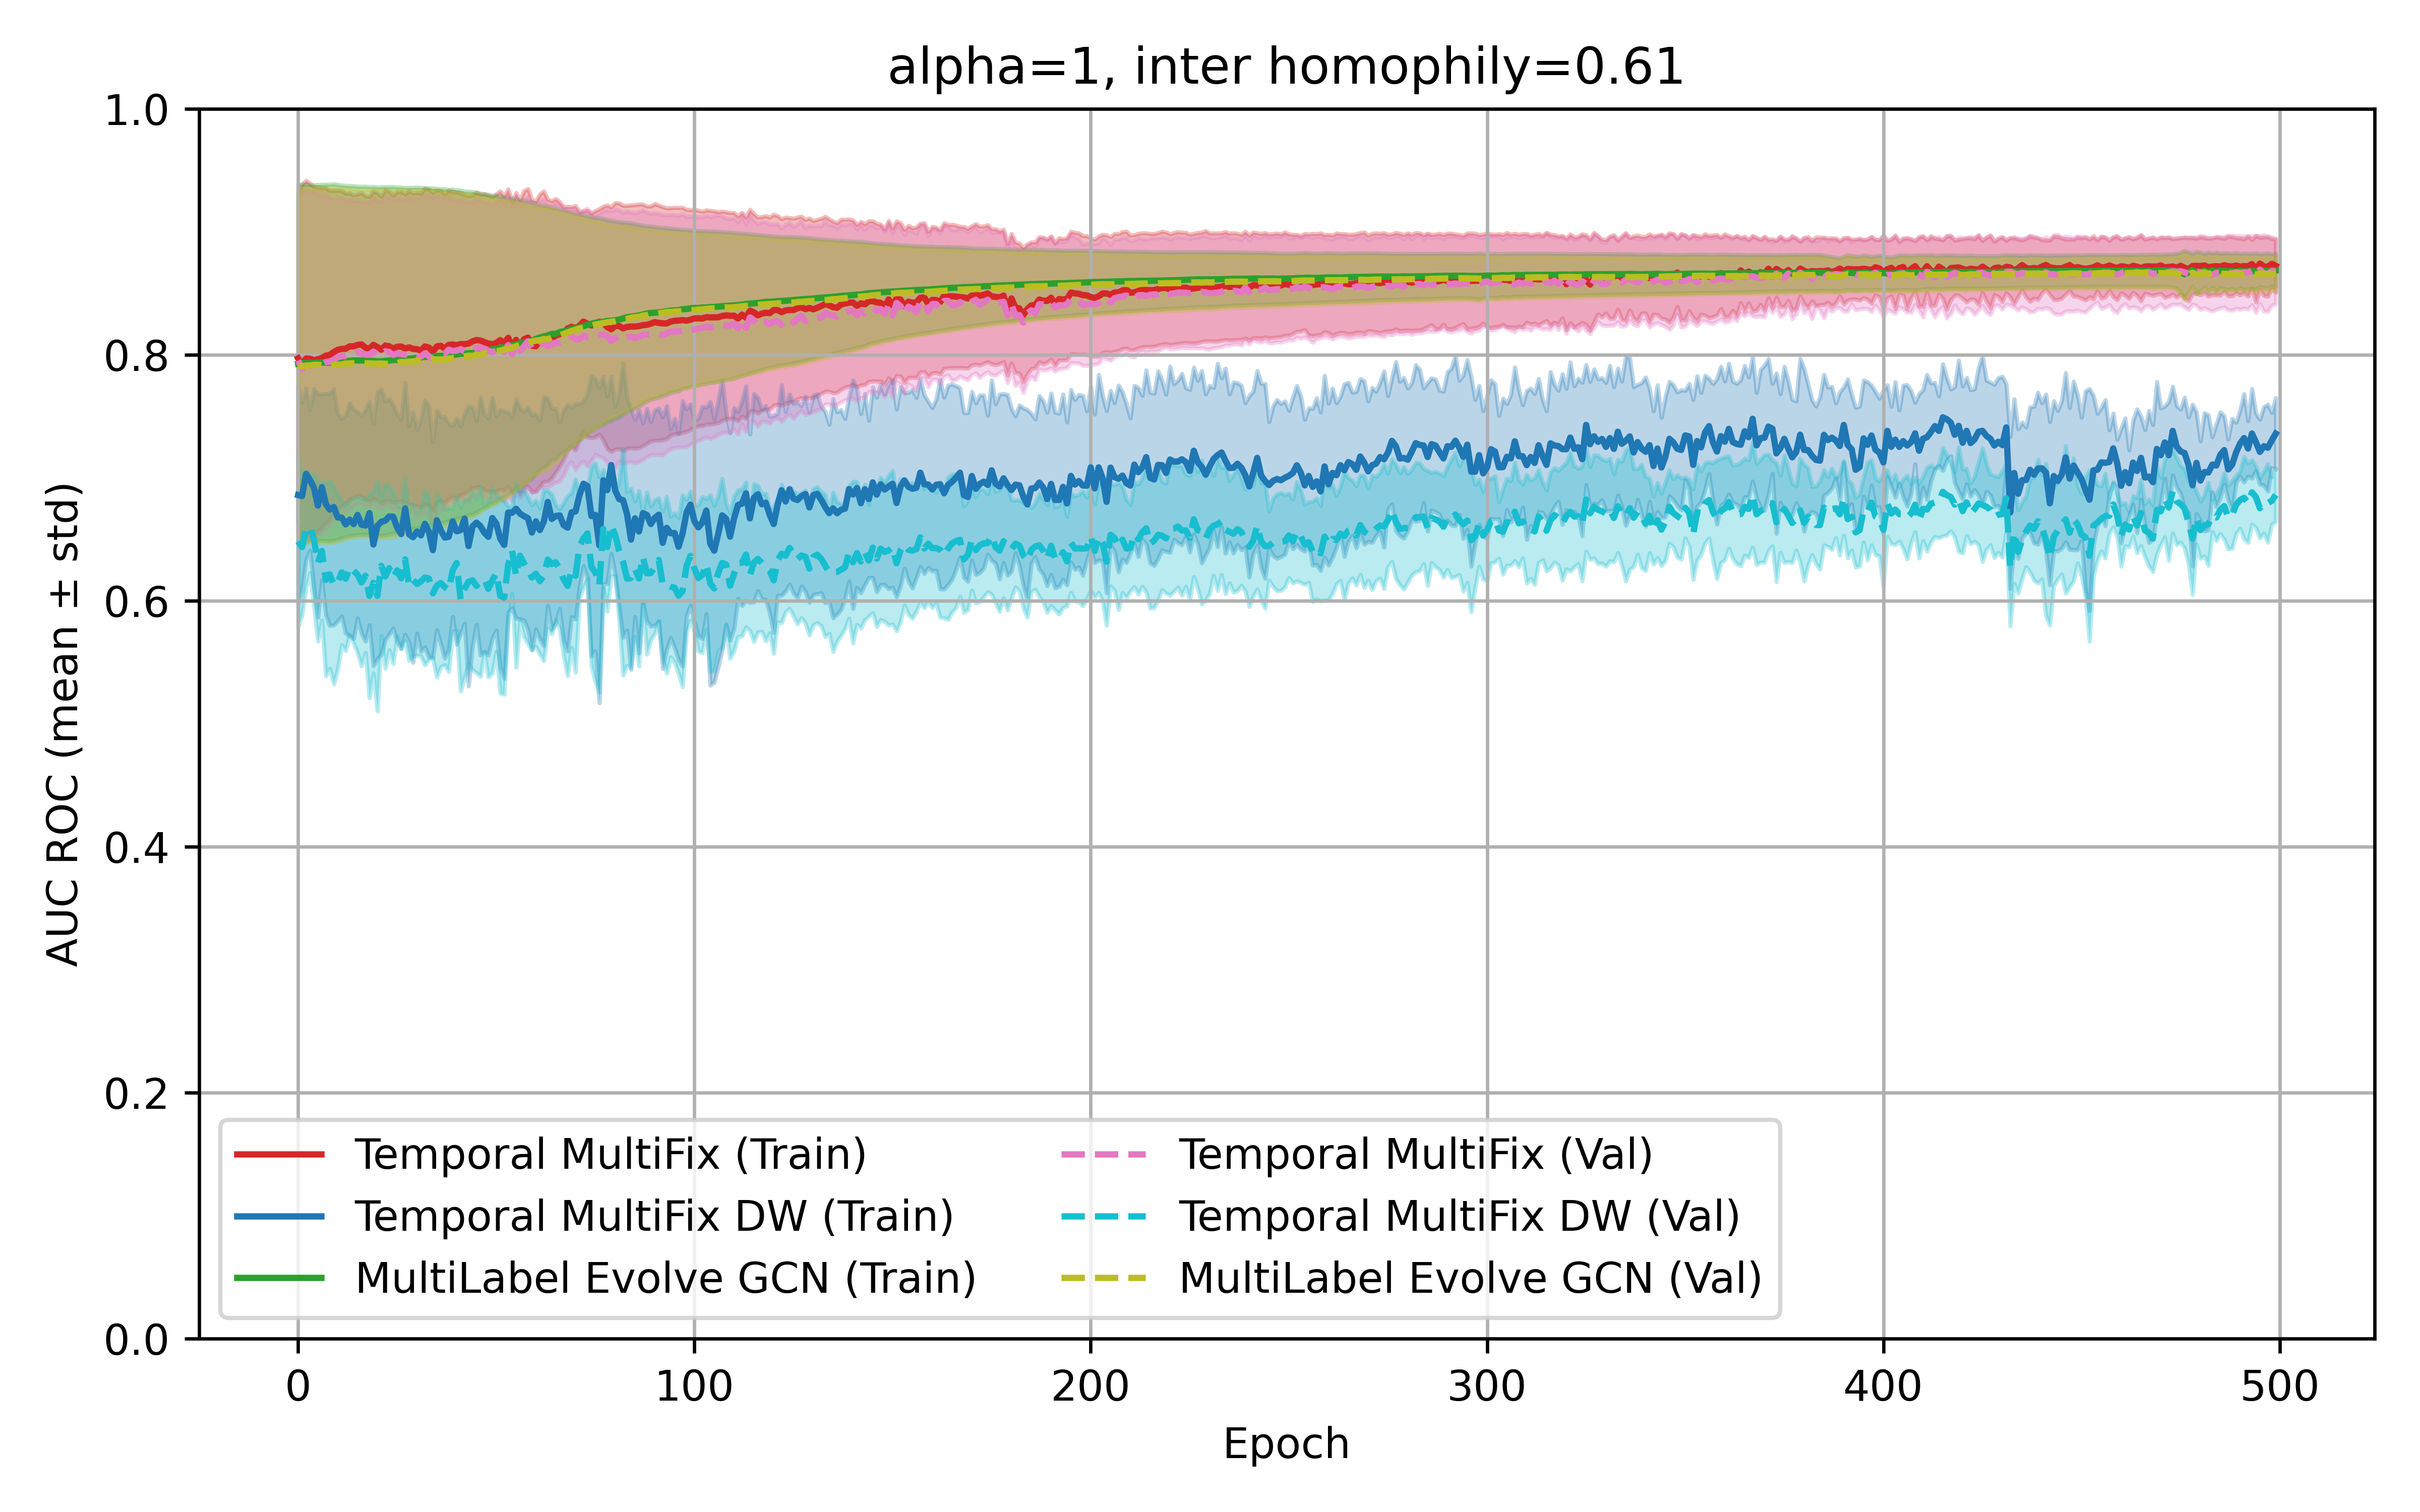 alpha=1, inter homophily=0.61
AUC ROC (mean ± std)
1.0
0.8
0.6
0.4
0.2
0.0
Temporal MultiFix (Train)
Temporal MultiFix DW (Train)
MultiLabel Evolve GCN (Train)
Temporal MultiFix (Val)
Temporal MultiFix DW (Val)
MultiLabel Evolve GCN (Val)
0 100 200 300 400 500
Epoch